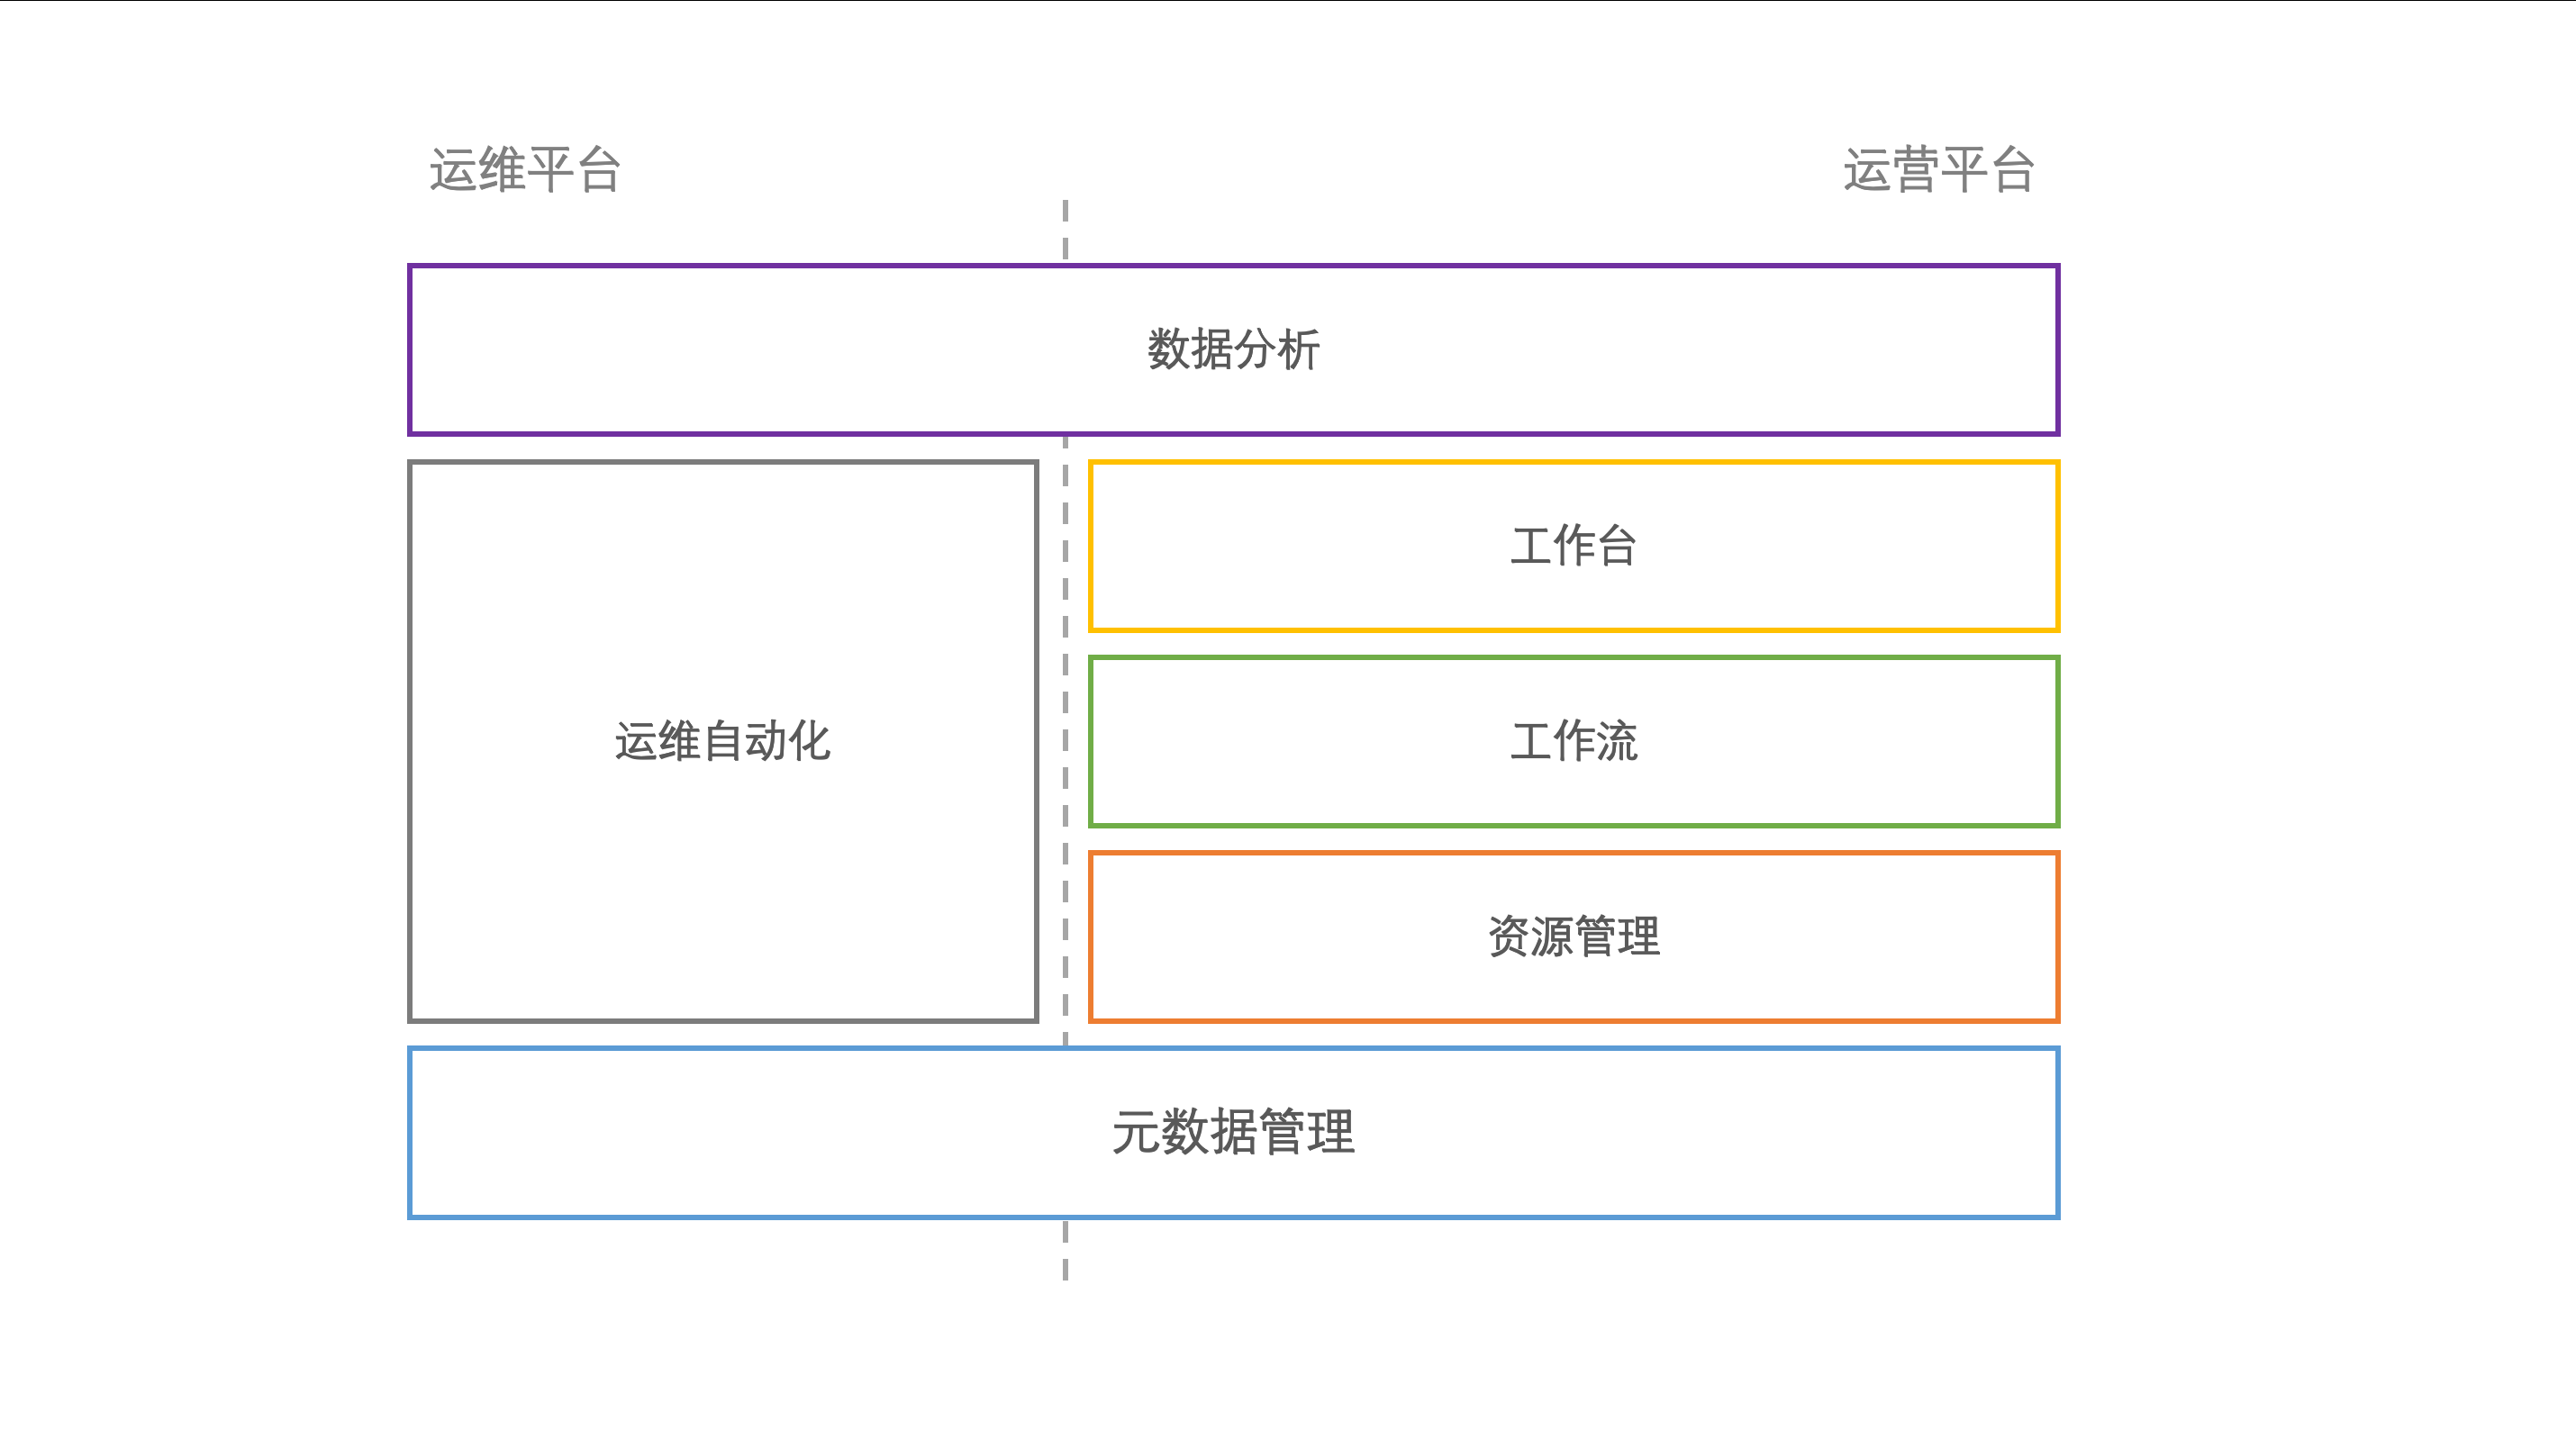 运维平台
运营平台
数据分析
工作台
运维自动化
工作流
资源管理
元数据管理